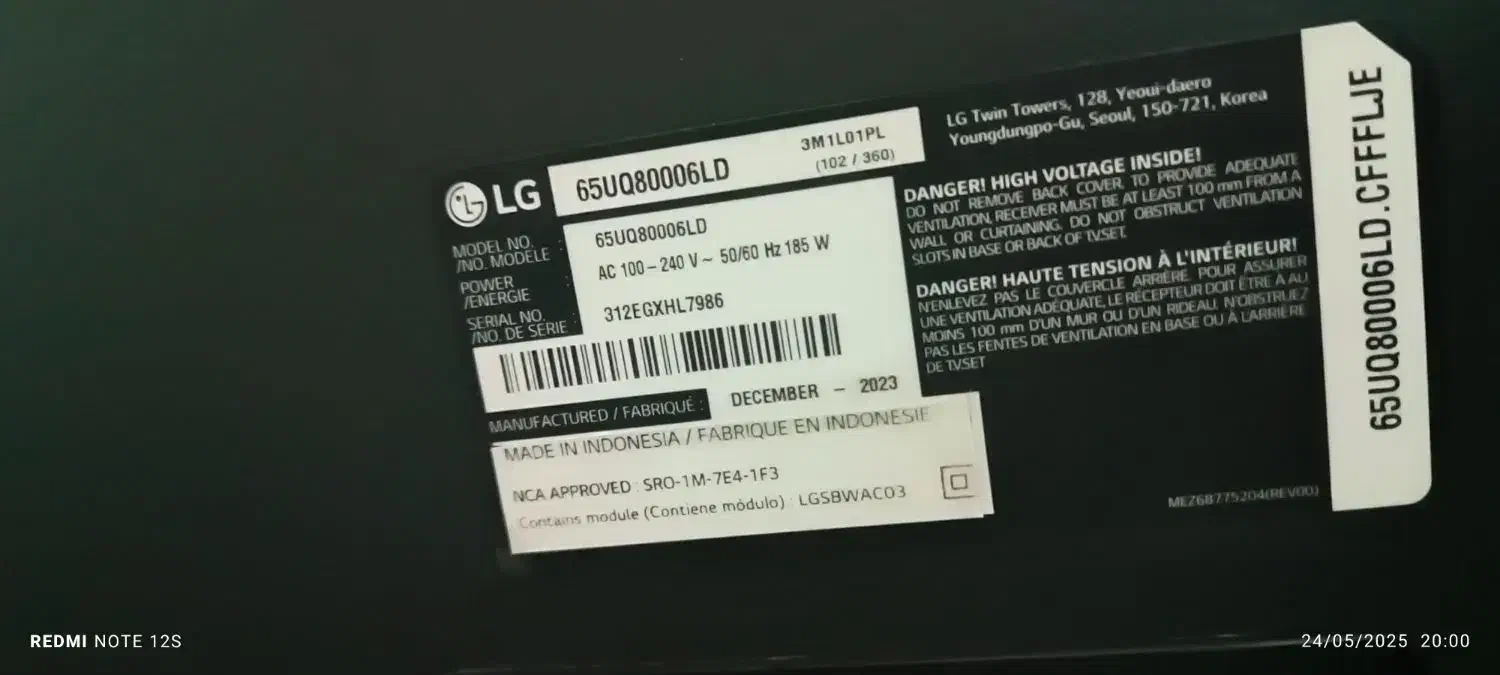 LG
65UQ80006LD
3M1L01PL
(102 / 360)
MODEL NO.
/NO. MODÈLE
65UQ80006LD
POWER
/ÉNERGIE
AC 100 – 240 V ~ 50/60 Hz 185 W
SERIAL NO.
/NO. DE SÉRIE
312EGXHL7986
MANUFACTURED / FABRIQUÉ :
DECEMBER – 2023
MADE IN INDONESIA / FABRIQUE EN INDONESIE
NCA APPROVED : SRO-1M-7E4-1F3
Contains module (Contiene módulo) : LGSBWAC03
LG Twin Towers, 128, Yeoui-daero
Youngdungpo-Gu, Seoul, 150-721, Korea
DANGER! HIGH VOLTAGE INSIDE!
DO NOT REMOVE BACK COVER. TO PROVIDE ADEQUATE
VENTILATION, RECEIVER MUST BE AT LEAST 100 mm FROM A
WALL OR CURTAINING. DO NOT OBSTRUCT VENTILATION
SLOTS IN BASE OR BACK OF TV.SET.
DANGER! HAUTE TENSION À L'INTÉRIEUR!
N'ENLEVEZ PAS LE COUVERCLE ARRIÈRE. POUR ASSURER
UNE VENTILATION ADÉQUATE, LE RÉCEPTEUR DOIT ÊTRE À AU
MOINS 100 mm D'UN MUR OU D'UN RIDEAU. N'OBSTRUEZ
PAS LES FENTES DE VENTILATION EN BASE OU À L'ARRIÈRE
DE TV.SET
MEZ68775204(REV00)
65UQ80006LD.CFFFLJE
REDMI NOTE 12S
24/05/2025 20:00